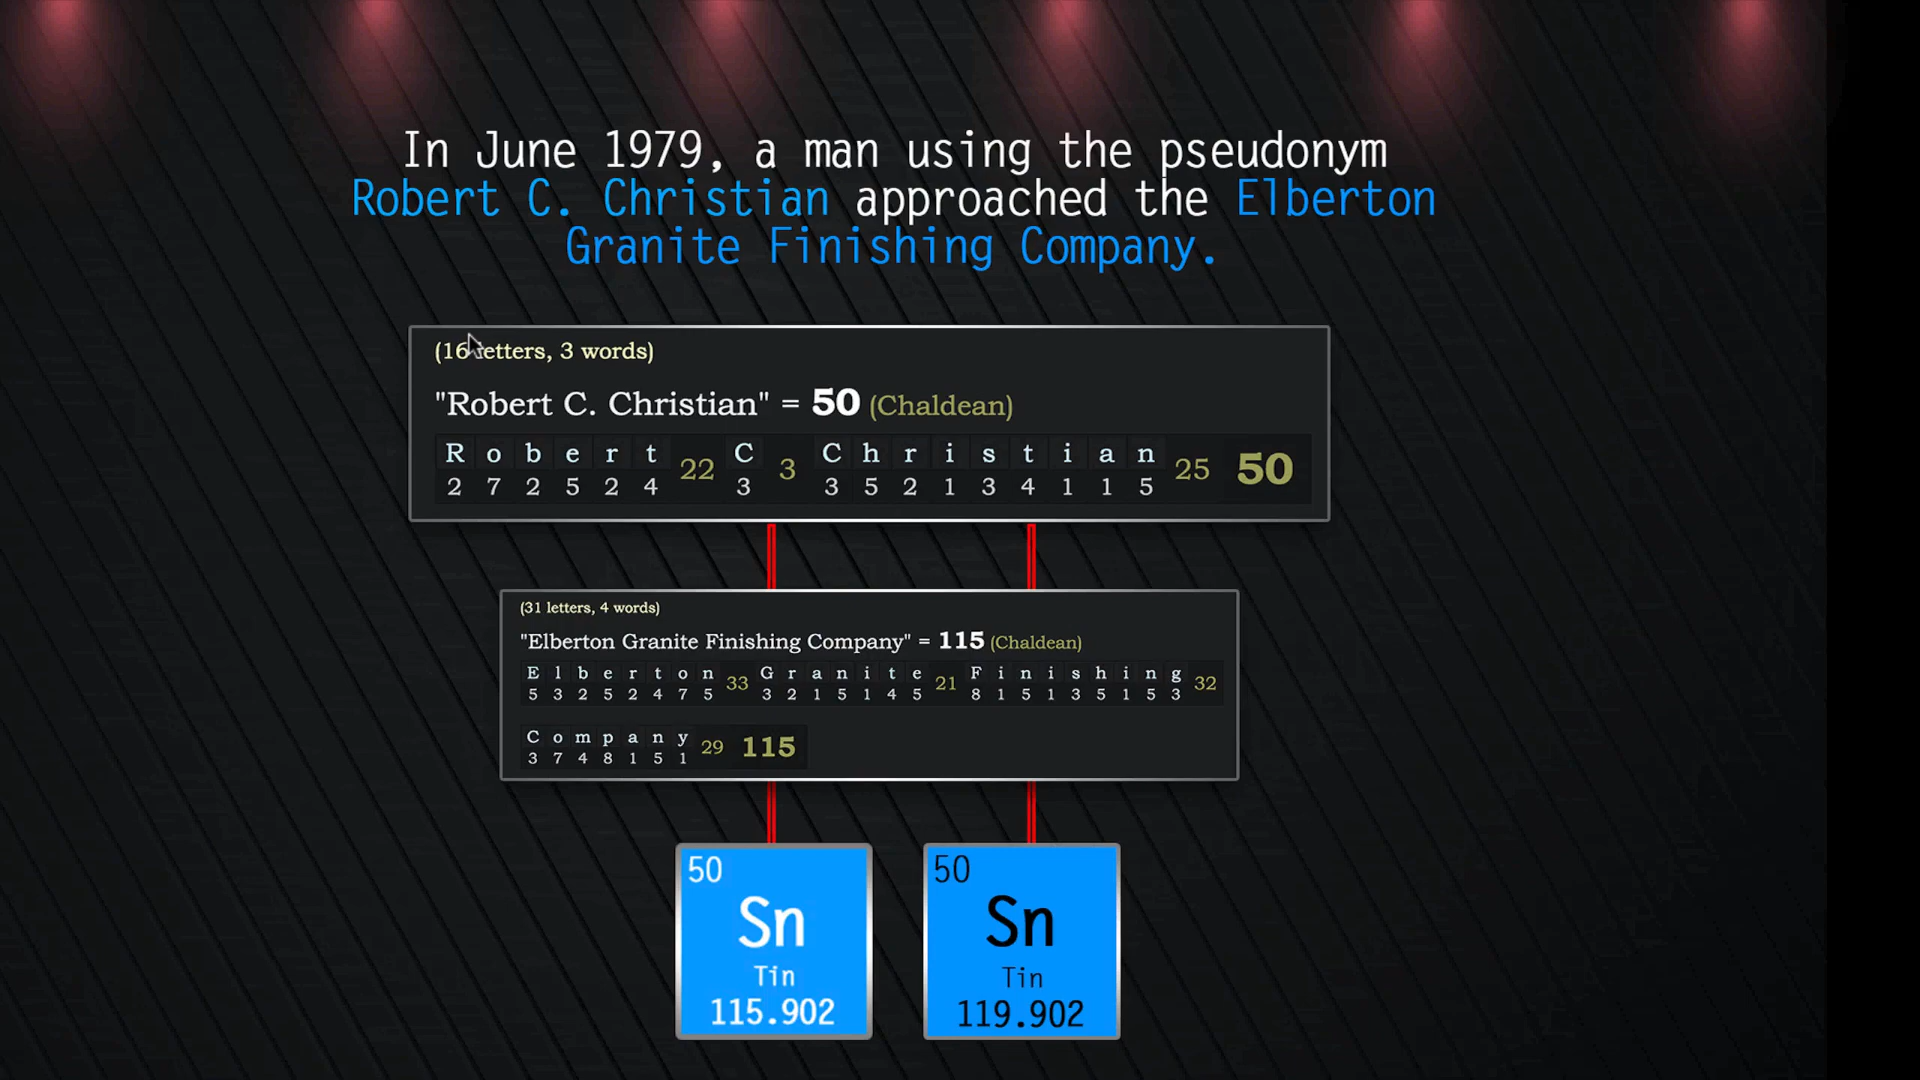 In June 1979, a man using the pseudonym
Robert C. Christian approached the Elberton
Granite Finishing Company.
(16 letters, 3 words)
"Robert C. Christian" = 50 (Chaldean)
R o b e r t 22 C 3 C h r i s t i a n 25 50
2 7 2 5 2 4 3 3 5 2 1 3 4 1 1 5
(31 letters, 4 words)
"Elberton Granite Finishing Company" = 115 (Chaldean)
E l b e r t o n 33 G r a n i t e 21 F i n i s h i n g 32
5 3 2 5 2 4 7 5 3 2 1 5 1 4 5 8 1 5 1 3 5 1 5 3
C o m p a n y 29 115
3 7 4 8 1 5 1
50
Sn
Tin
115.902
50
Sn
Tin
119.902